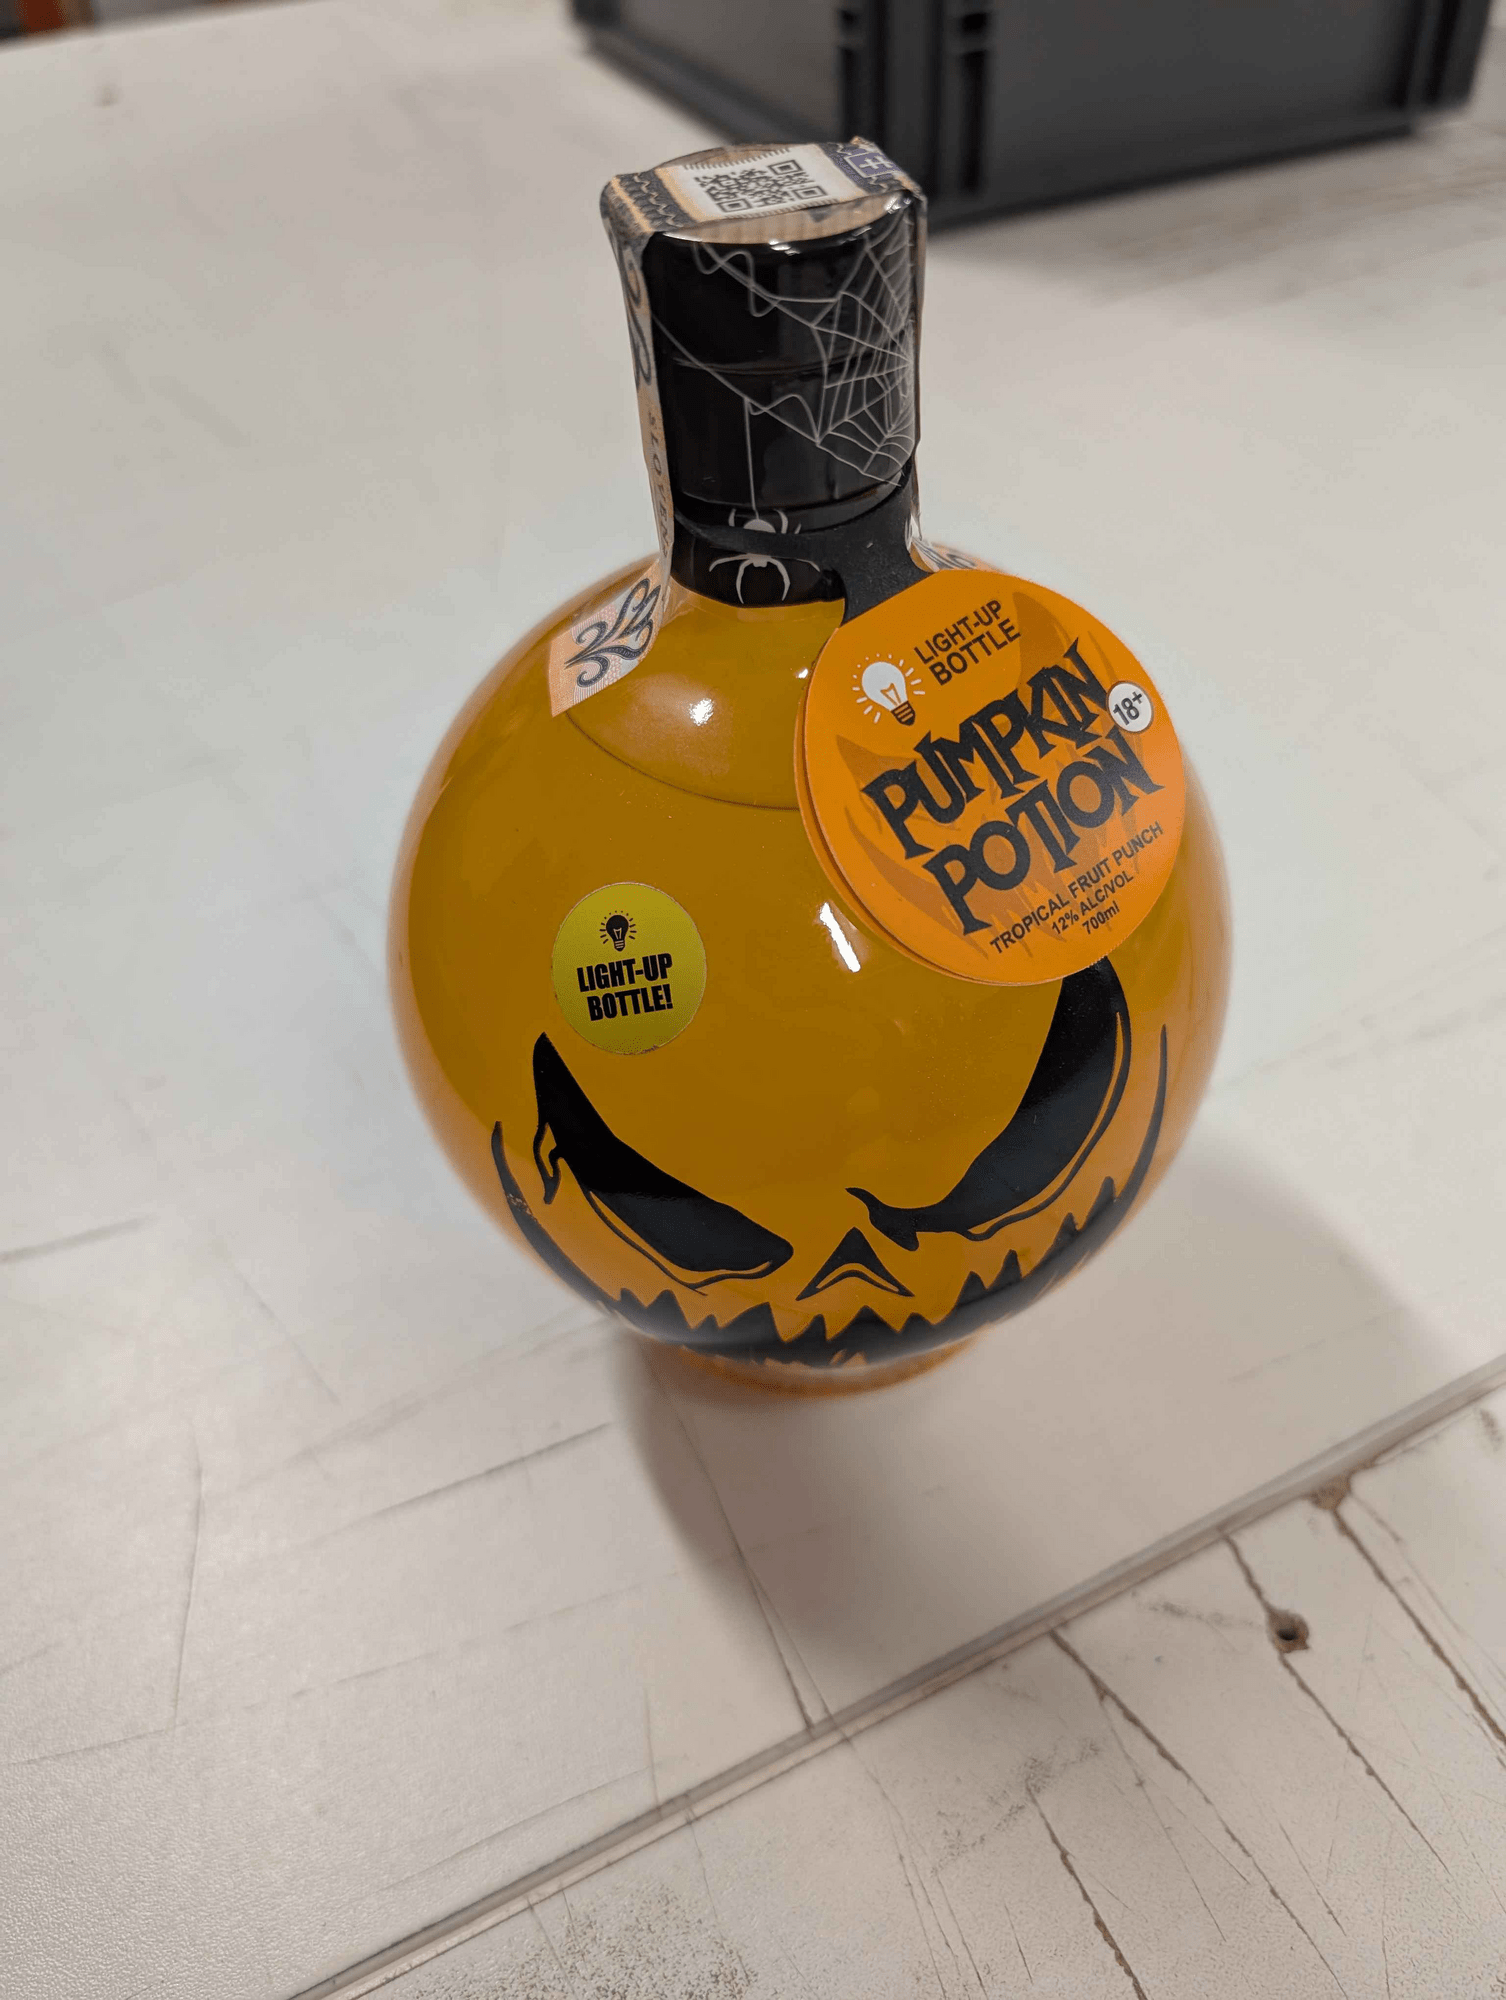 LIGHT-UP
BOTTLE
PUMPKIN
POTION
18+
TROPICAL FRUIT PUNCH
12% ALC/VOL
700ml
LIGHT-UP
BOTTLE!